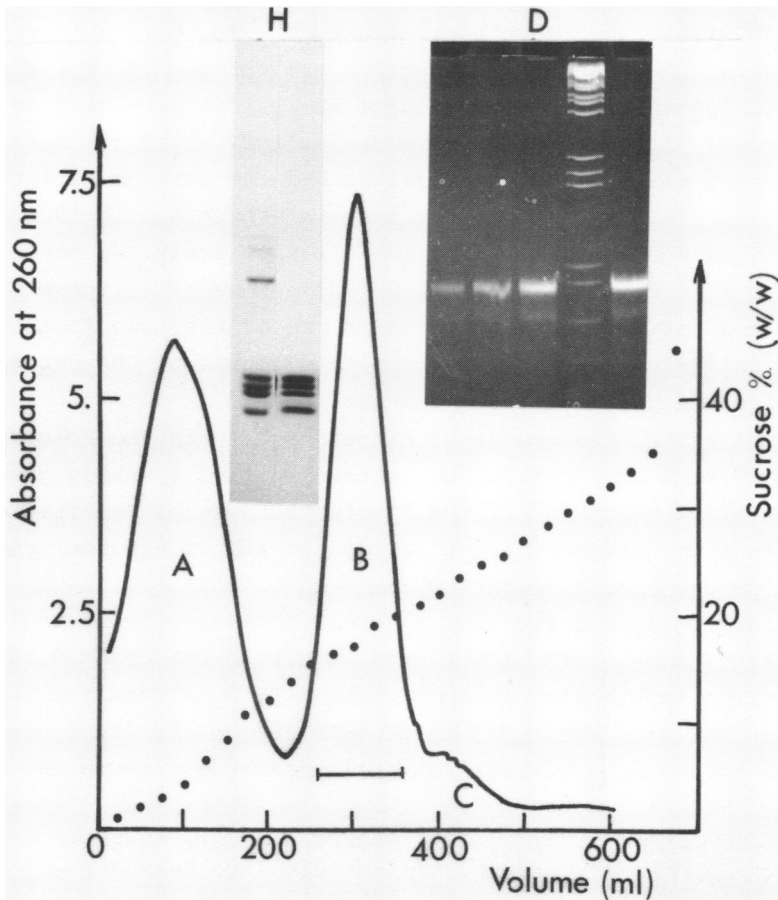 H
D
Absorbance at 260 nm
7.5
5.
2.5
0
A
B
C
200
400
600
Volume (ml)
40
20
Sucrose % (w/w)